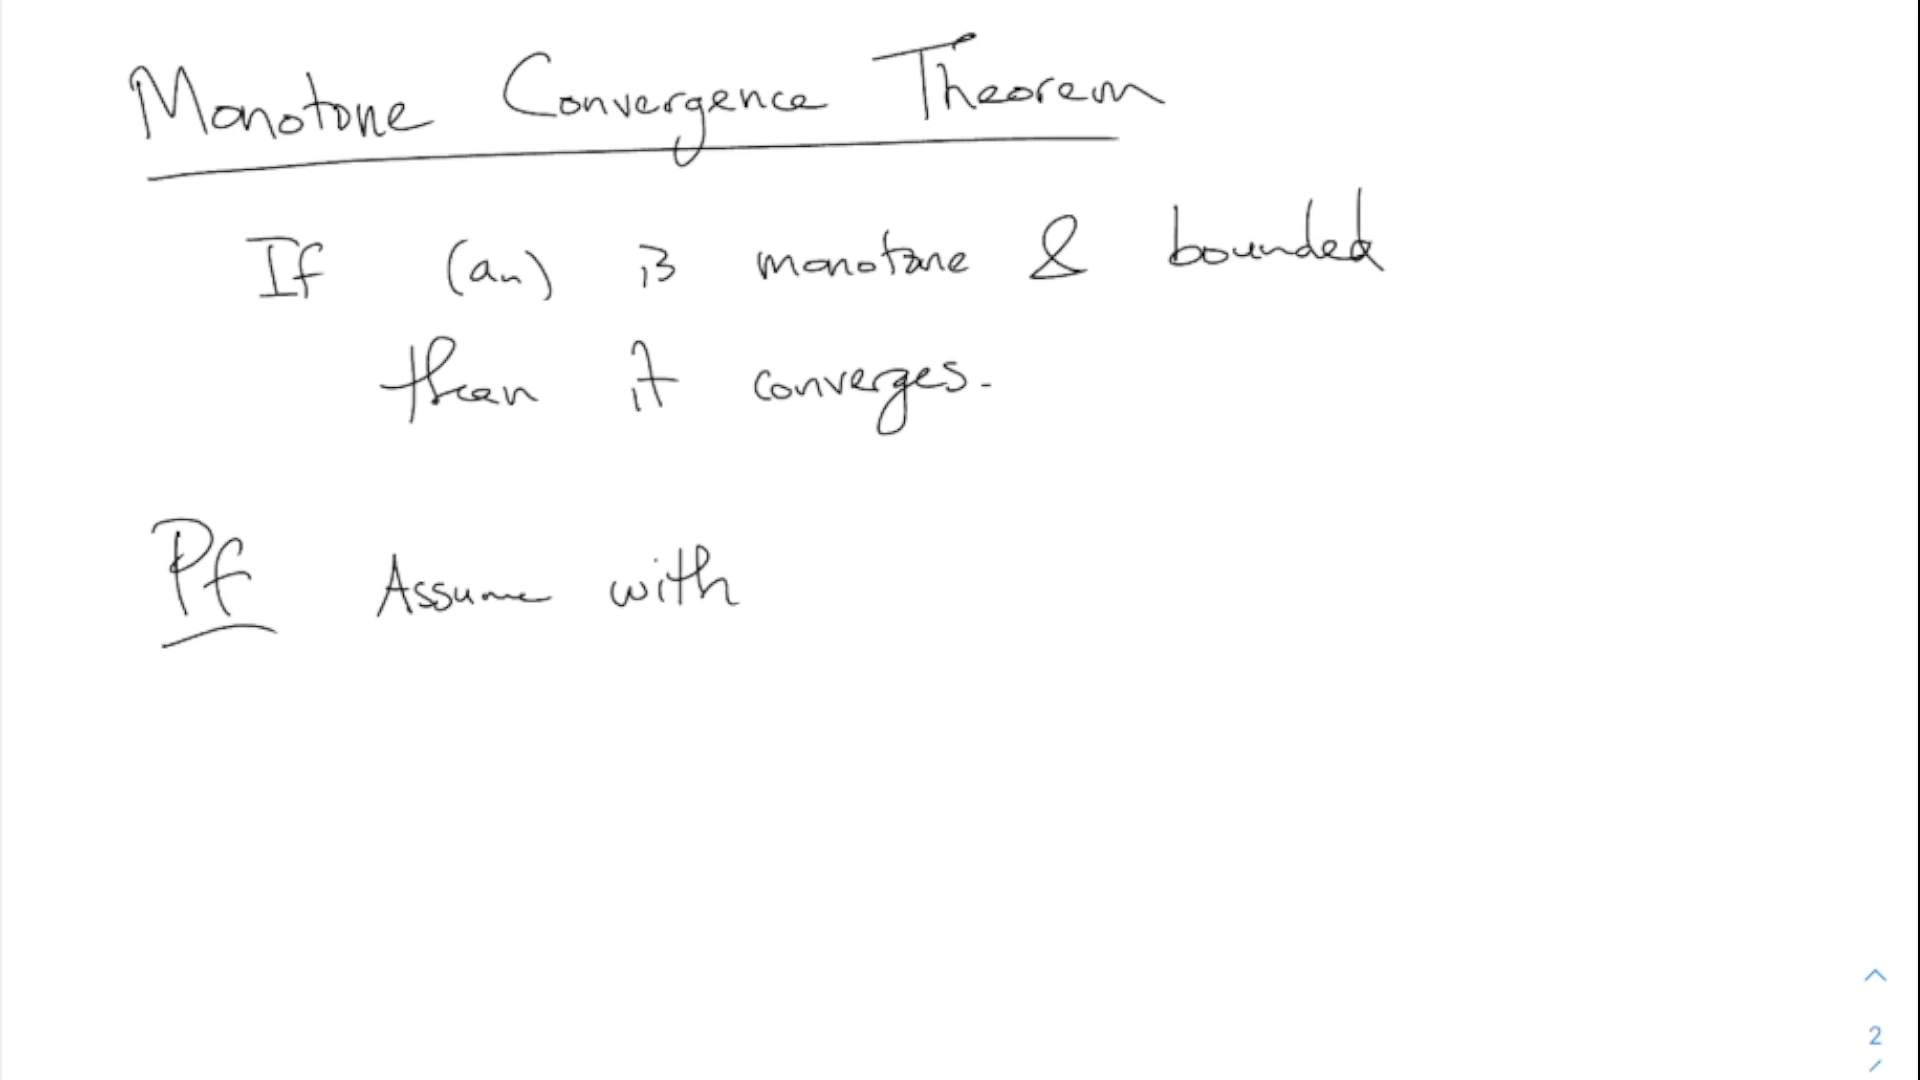 Monotone Convergence Theorem
If (an) is monotone & bounded
then it converges.
Pf Assume with
2